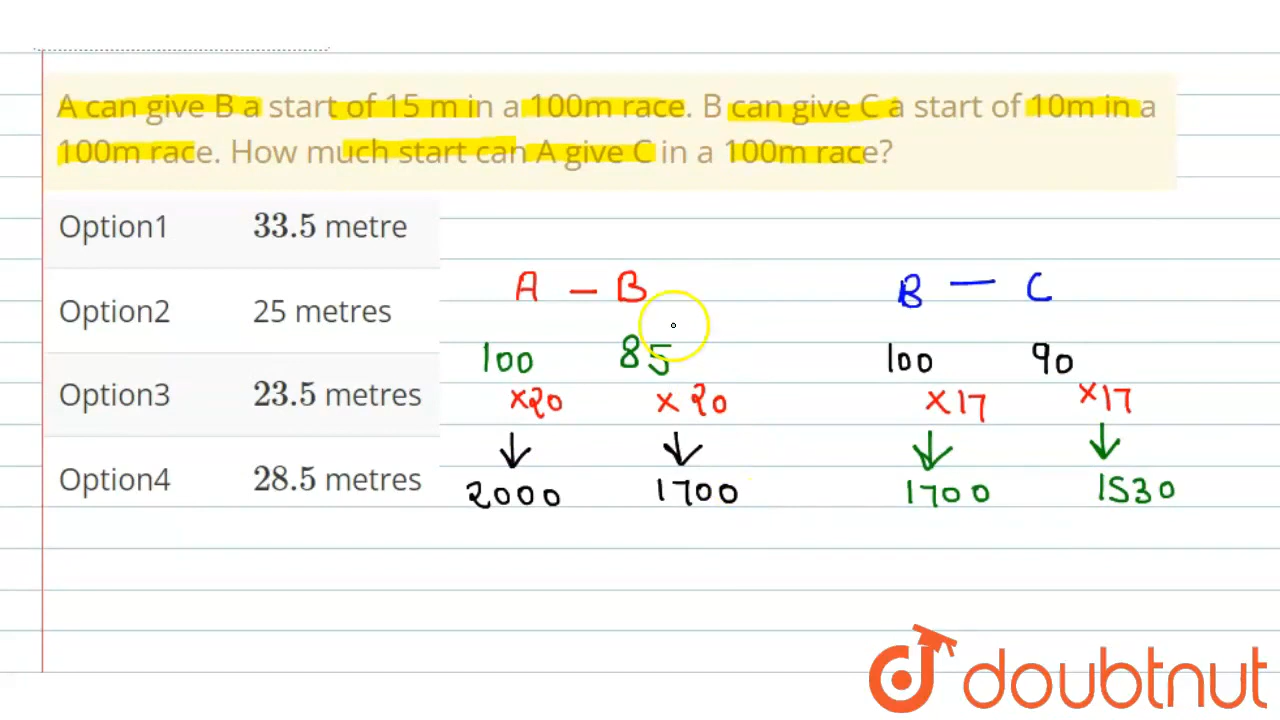 A can give B a start of 15 m in a 100m race. B can give C a start of 10m in a
100m race. How much start can A give C in a 100m race?
Option1 33.5 metre
Option2 25 metres
Option3 23.5 metres
Option4 28.5 metres
A – B B – C
100 85 100 90
×20 × 20 ×17 ×17
↓ ↓ ↓ ↓
2000 1700 1700 1530
doubtnut